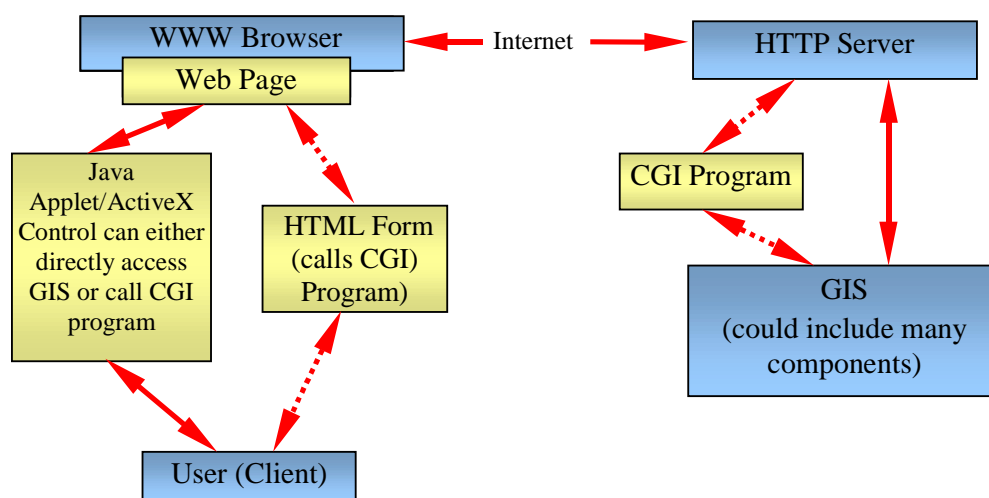 WWW Browser
Internet
HTTP Server
Web Page
Java
Applet/ActiveX
Control can either
directly access
GIS or call CGI
program
HTML Form
(calls CGI)
Program)
CGI Program
GIS
(could include many
components)
User (Client)